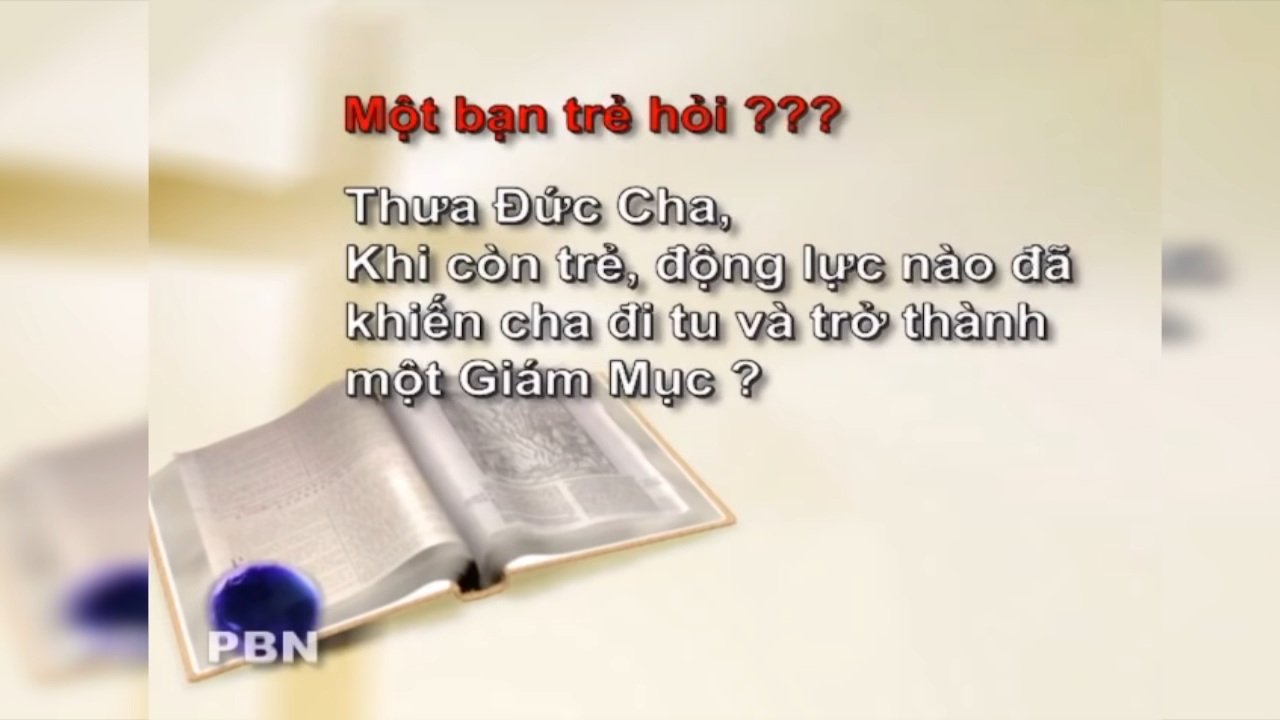 Một bạn trẻ hỏi ???
Thưa Đức Cha,
Khi còn trẻ, động lực nào đã
khiến cha đi tu và trở thành
một Giám Mục ?
PBN